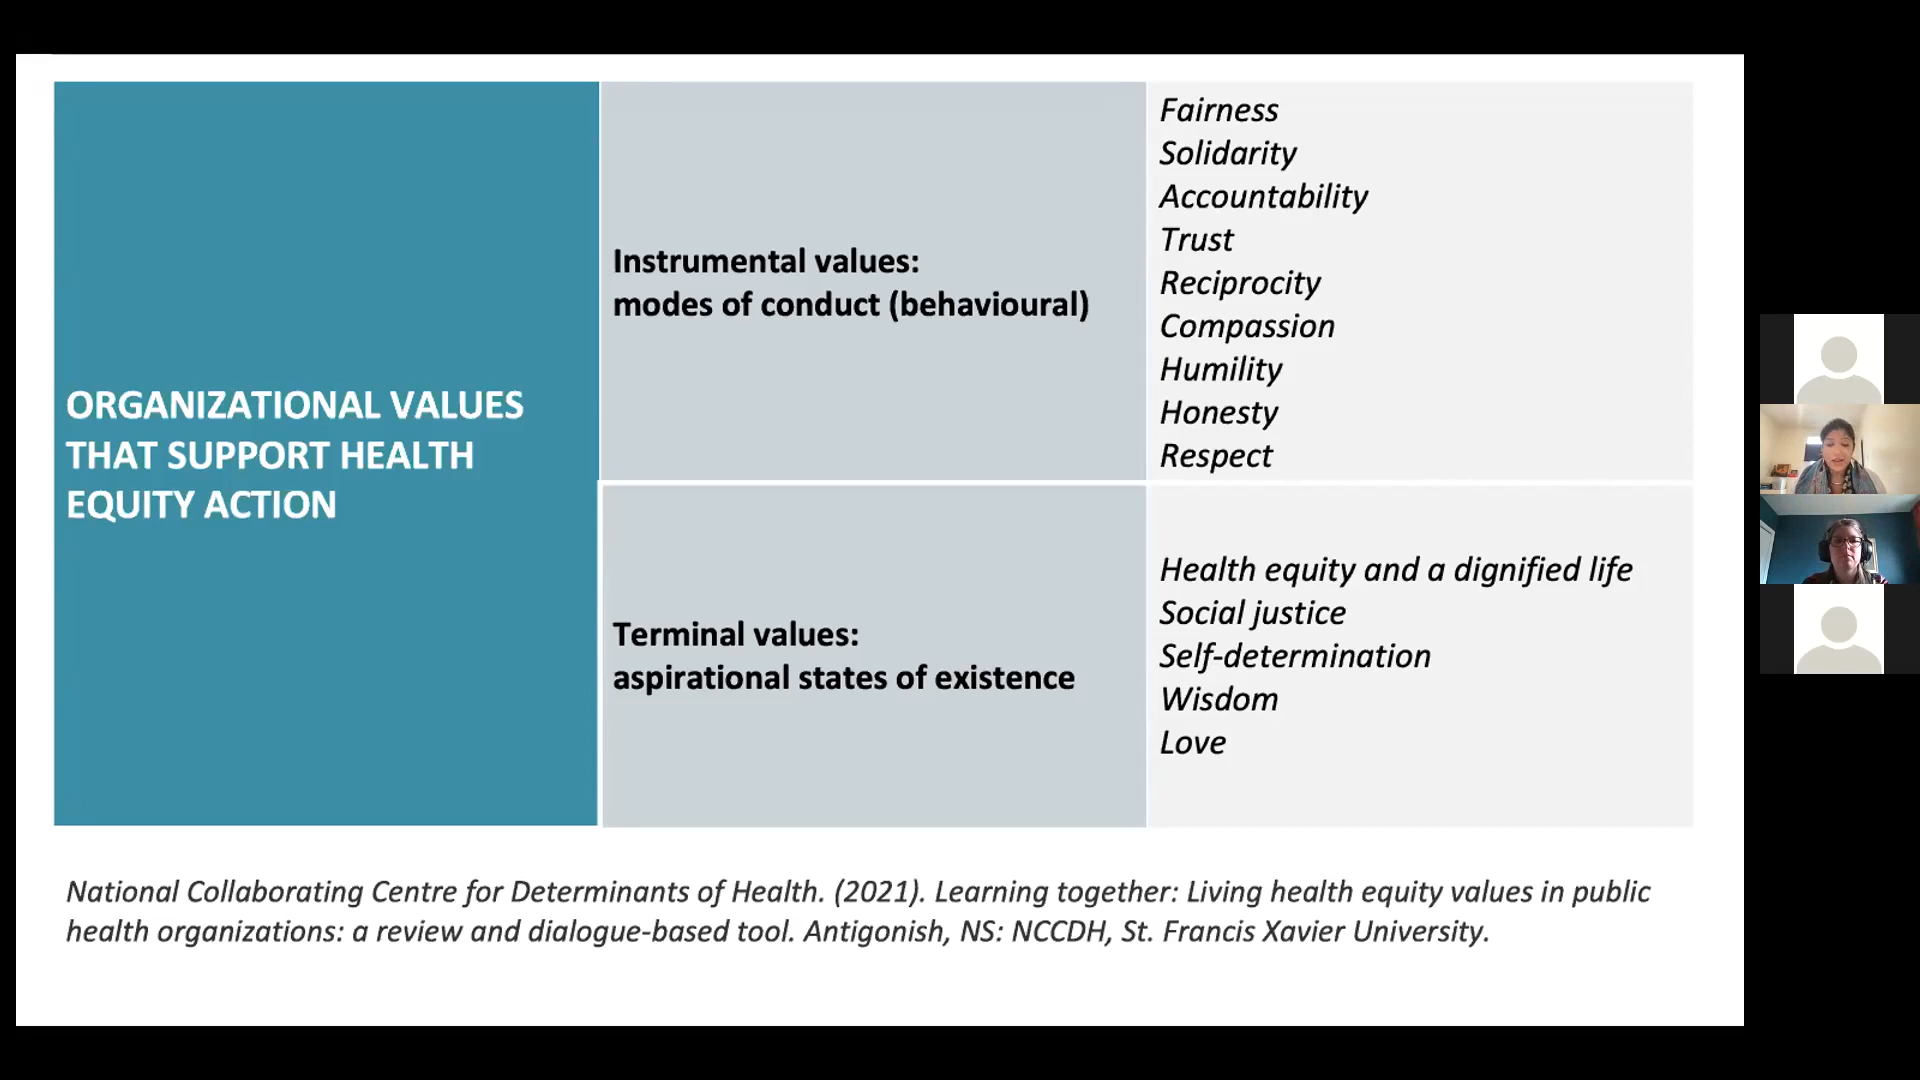 ORGANIZATIONAL VALUES
THAT SUPPORT HEALTH
EQUITY ACTION
Instrumental values:
modes of conduct (behavioural)
Fairness
Solidarity
Accountability
Trust
Reciprocity
Compassion
Humility
Honesty
Respect
Terminal values:
aspirational states of existence
Health equity and a dignified life
Social justice
Self-determination
Wisdom
Love
National Collaborating Centre for Determinants of Health. (2021). Learning together: Living health equity values in public
health organizations: a review and dialogue-based tool. Antigonish, NS: NCCDH, St. Francis Xavier University.